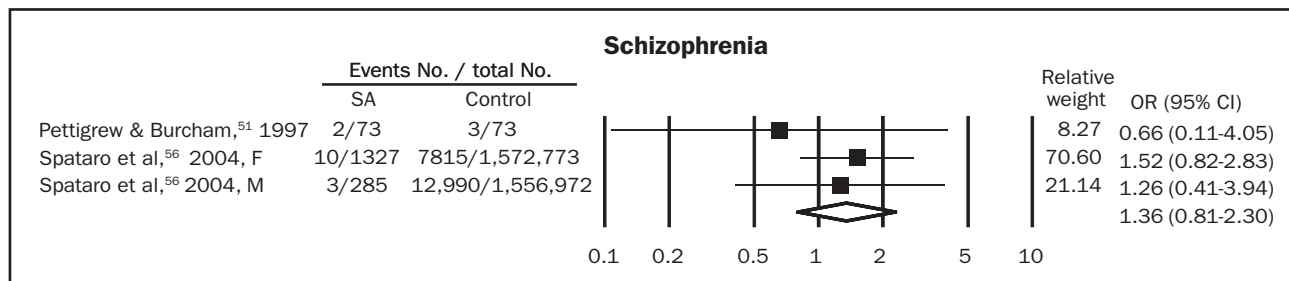 Schizophrenia
Events No. / total No.
SA Control
Relative weight
OR (95% CI)
Pettigrew & Burcham,51 1997 2/73 3/73 8.27 0.66 (0.11-4.05)
Spataro et al,56 2004, F 10/1327 7815/1,572,773 70.60 1.52 (0.82-2.83)
Spataro et al,56 2004, M 3/285 12,990/1,556,972 21.14 1.26 (0.41-3.94)
1.36 (0.81-2.30)
0.1 0.2 0.5 1 2 5 10